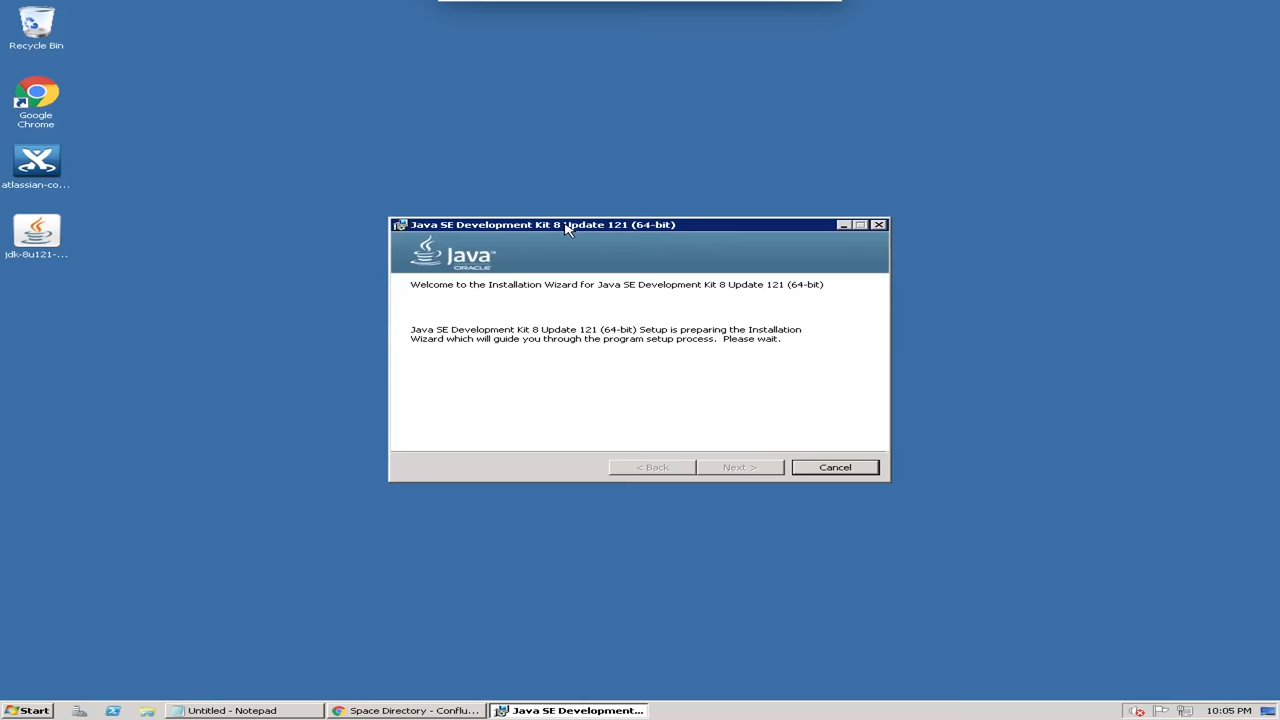 Recycle Bin
Google
Chrome
atlassian-co...
jdk-8u121-...
Java SE Development Kit 8 Update 121 (64-bit)
Java™
ORACLE
Welcome to the Installation Wizard for Java SE Development Kit 8 Update 121 (64-bit)
Java SE Development Kit 8 Update 121 (64-bit) Setup is preparing the Installation
Wizard which will guide you through the program setup process. Please wait.
< Back
Next >
Cancel
Start
Untitled - Notepad
Space Directory - Conflu...
Java SE Development...
10:05 PM